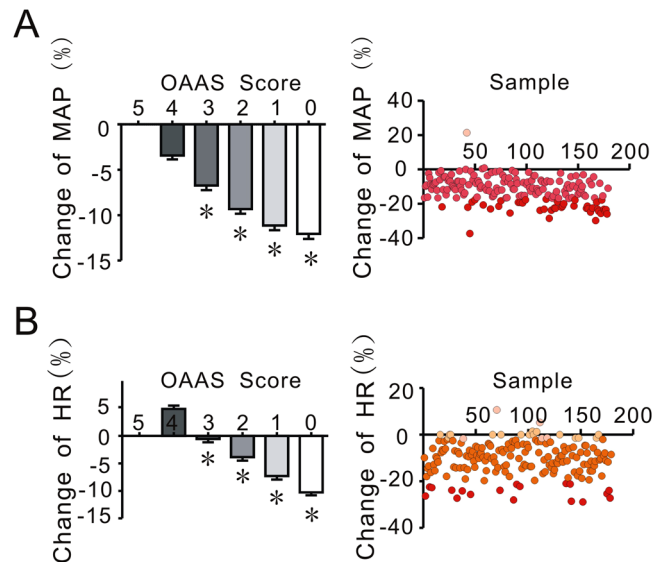 A
Change of MAP (%)
OAAS Score
5 4 3 2 1 0
0
-5
-10
-15
* * * *
Change of MAP (%)
Sample
40
20
0
-20
-40
50 100 150 200
B
Change of HR (%)
OAAS Score
5 4 3 2 1 0
5
0
-5
-10
-15
* * * *
Change of HR (%)
Sample
20
0
-20
-40
50 100 150 200